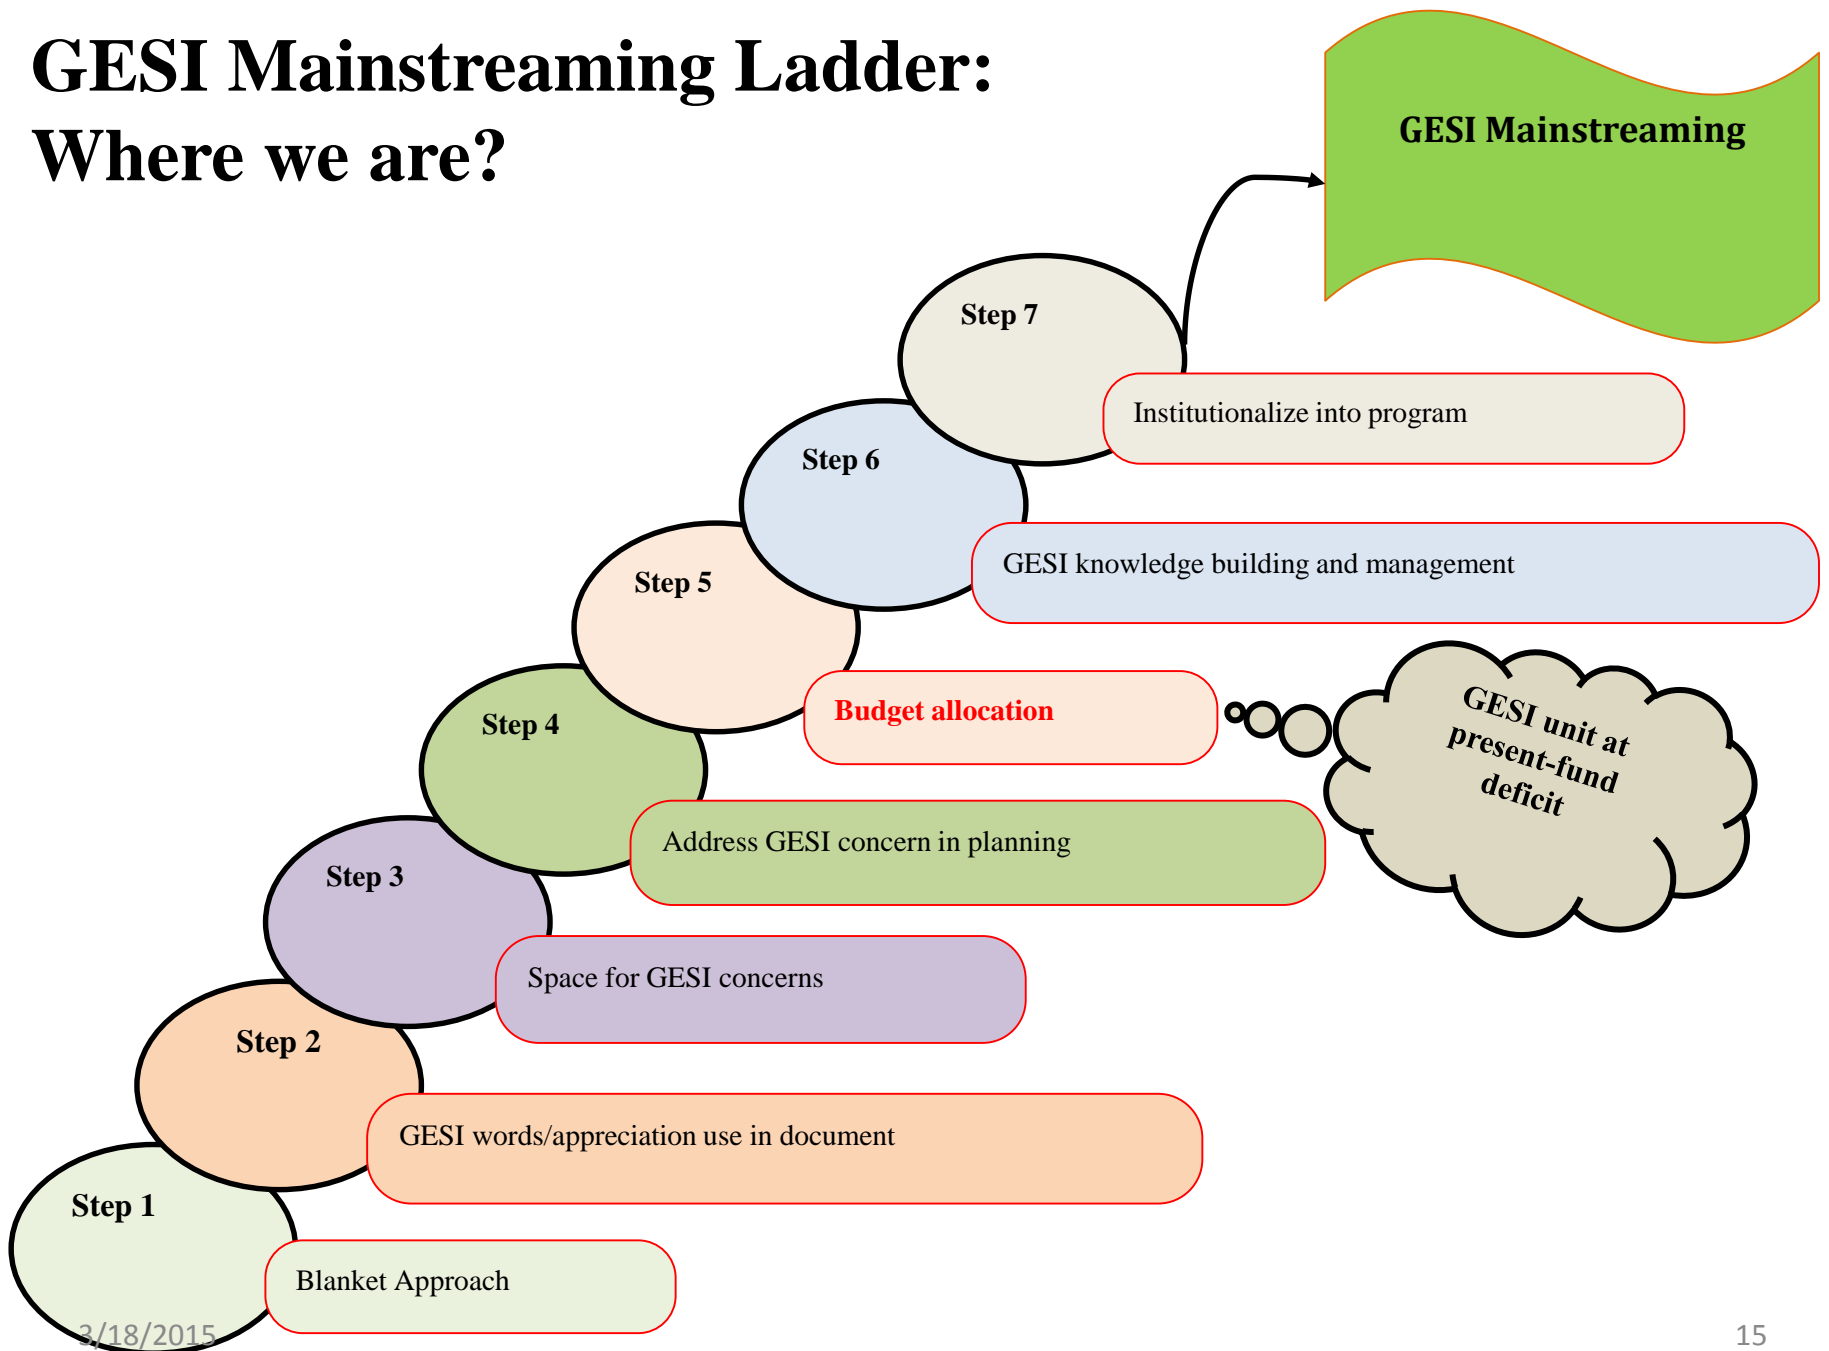 GESI Mainstreaming Ladder:
Where we are?
GESI Mainstreaming
Step 7
Institutionalize into program
Step 6
GESI knowledge building and management
Step 5
Budget allocation
GESI unit at
present-fund
deficit
Step 4
Address GESI concern in planning
Step 3
Space for GESI concerns
Step 2
GESI words/appreciation use in document
Step 1
Blanket Approach
3/18/2015
15